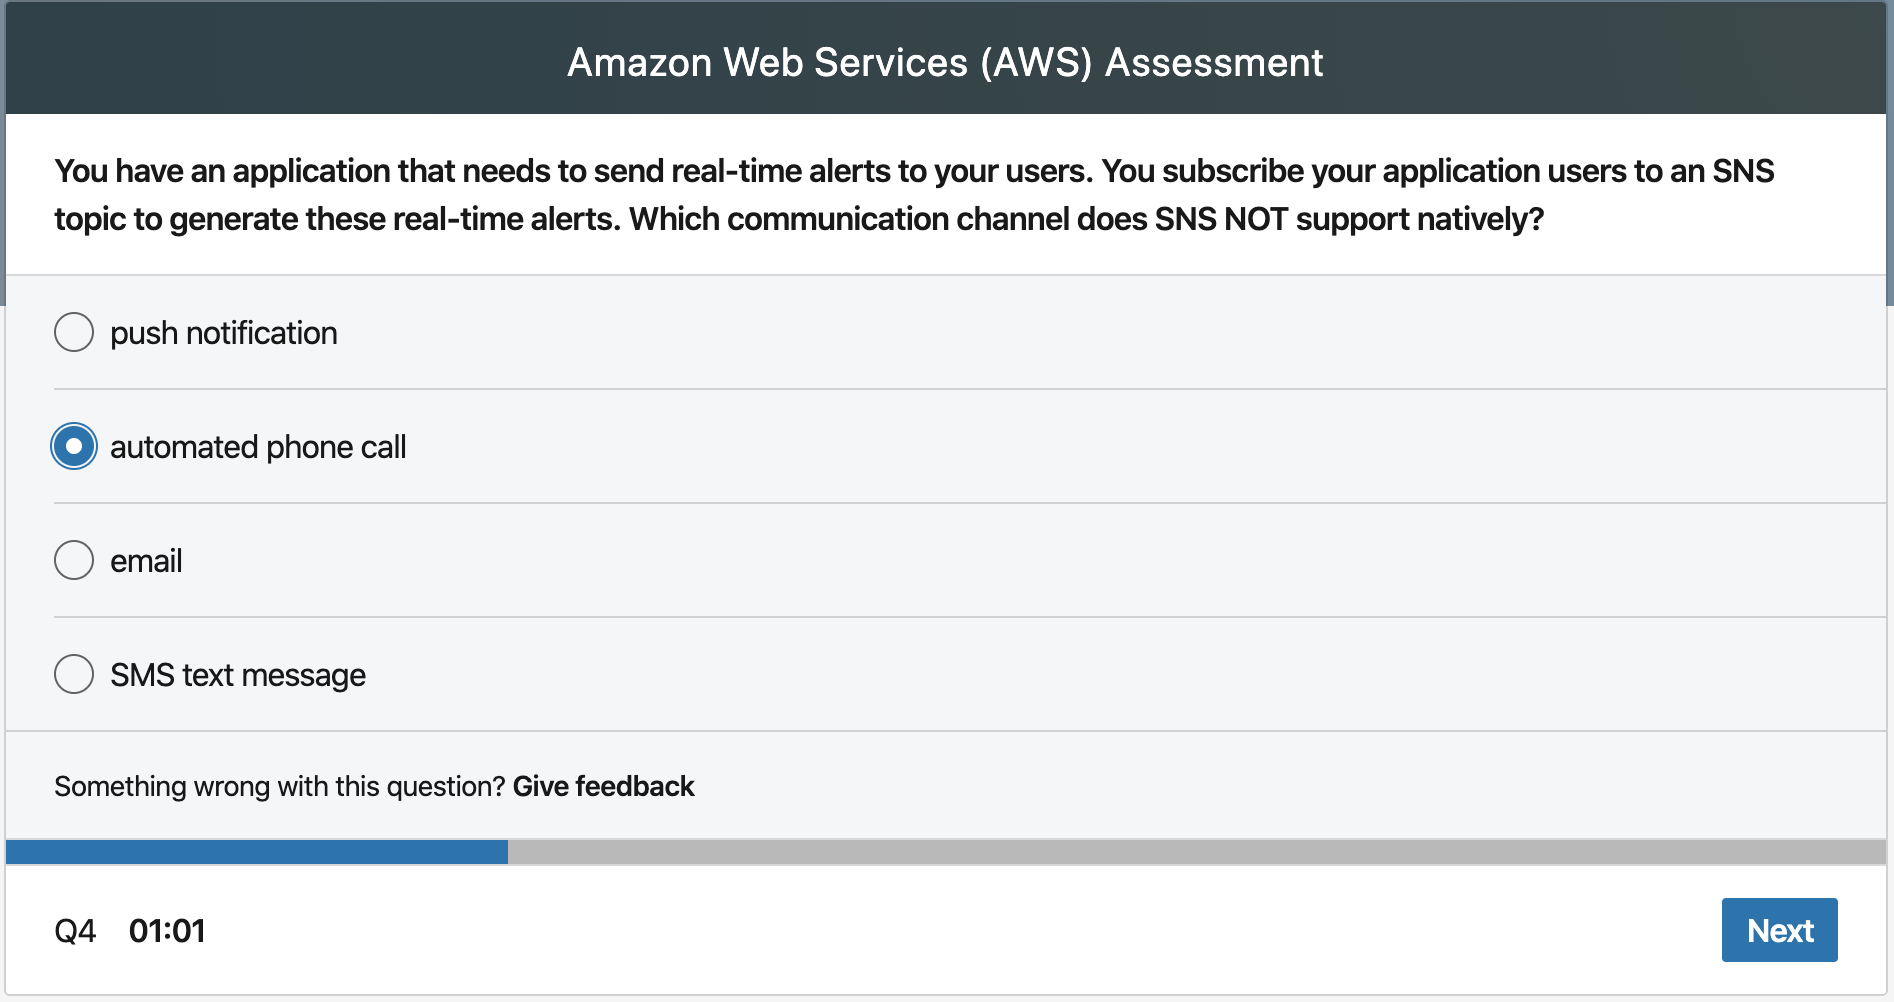 Amazon Web Services (AWS) Assessment
You have an application that needs to send real-time alerts to your users. You subscribe your application users to an SNS
topic to generate these real-time alerts. Which communication channel does SNS NOT support natively?
push notification
automated phone call
email
SMS text message
Something wrong with this question? Give feedback
Q4 01:01
Next